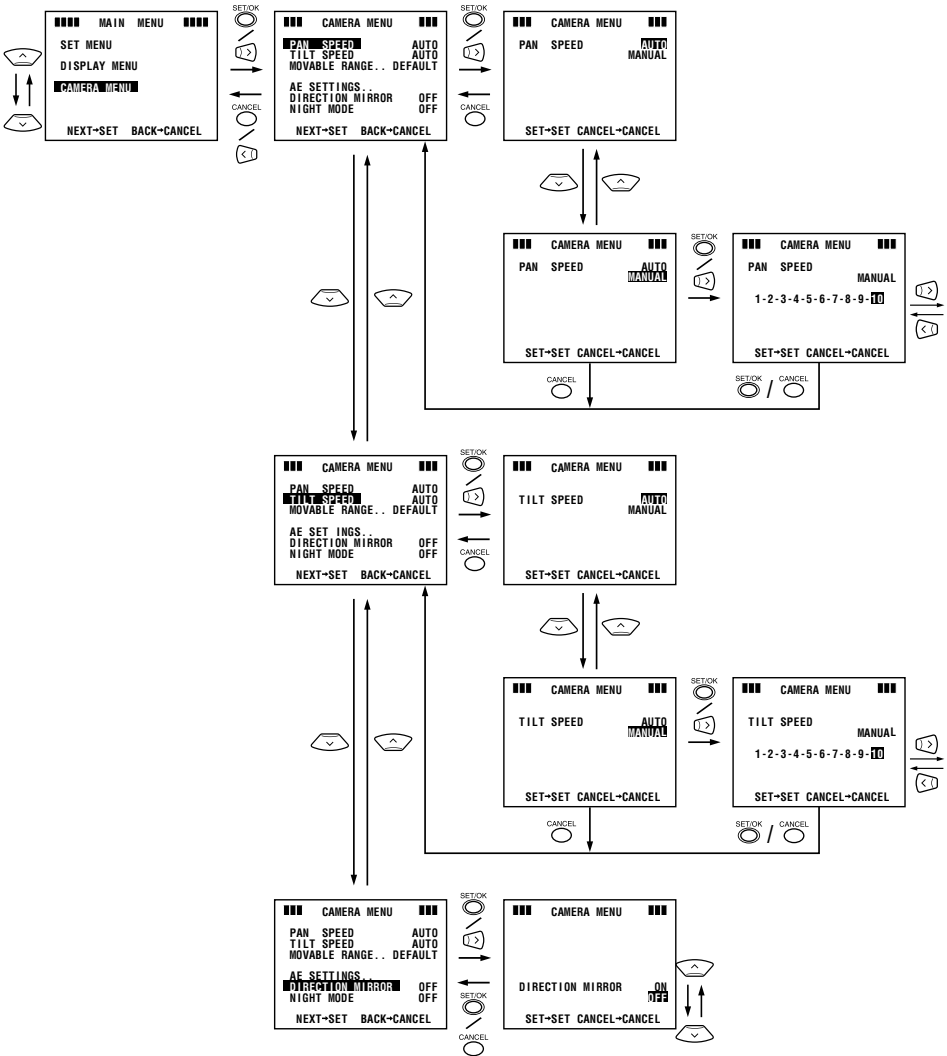 MAIN MENU
SET MENU
DISPLAY MENU
CAMERA MENU
NEXT→SET BACK→CANCEL
SET/OK
/
CANCEL
/
CAMERA MENU
PAN SPEED AUTO
TILT SPEED AUTO
MOVABLE RANGE.. DEFAULT
AE SETTINGS..
DIRECTION MIRROR OFF
NIGHT MODE OFF
NEXT→SET BACK→CANCEL
SET/OK
/
CANCEL
CAMERA MENU
PAN SPEED AUTO
MANUAL
SET→SET CANCEL→CANCEL
CAMERA MENU
PAN SPEED AUTO
MANUAL
SET→SET CANCEL→CANCEL
SET/OK
/
CAMERA MENU
PAN SPEED
MANUAL
1-2-3-4-5-6-7-8-9-10
SET→SET CANCEL→CANCEL
CANCEL
SET/OK / CANCEL
CAMERA MENU
PAN SPEED AUTO
TILT SPEED AUTO
MOVABLE RANGE.. DEFAULT
AE SET INGS..
DIRECTION MIRROR OFF
NIGHT MODE OFF
NEXT→SET BACK→CANCEL
SET/OK
/
CANCEL
CAMERA MENU
TILT SPEED AUTO
MANUAL
SET→SET CANCEL→CANCEL
CAMERA MENU
TILT SPEED AUTO
MANUAL
SET→SET CANCEL→CANCEL
SET/OK
/
CAMERA MENU
TILT SPEED
MANUAL
1-2-3-4-5-6-7-8-9-10
SET→SET CANCEL→CANCEL
CANCEL
SET/OK / CANCEL
CAMERA MENU
PAN SPEED AUTO
TILT SPEED AUTO
MOVABLE RANGE.. DEFAULT
AE SETTINGS..
DIRECTION MIRROR OFF
NIGHT MODE OFF
NEXT→SET BACK→CANCEL
SET/OK
/
SET/OK
/
CANCEL
CAMERA MENU
DIRECTION MIRROR ON
OFF
SET→SET CANCEL→CANCEL